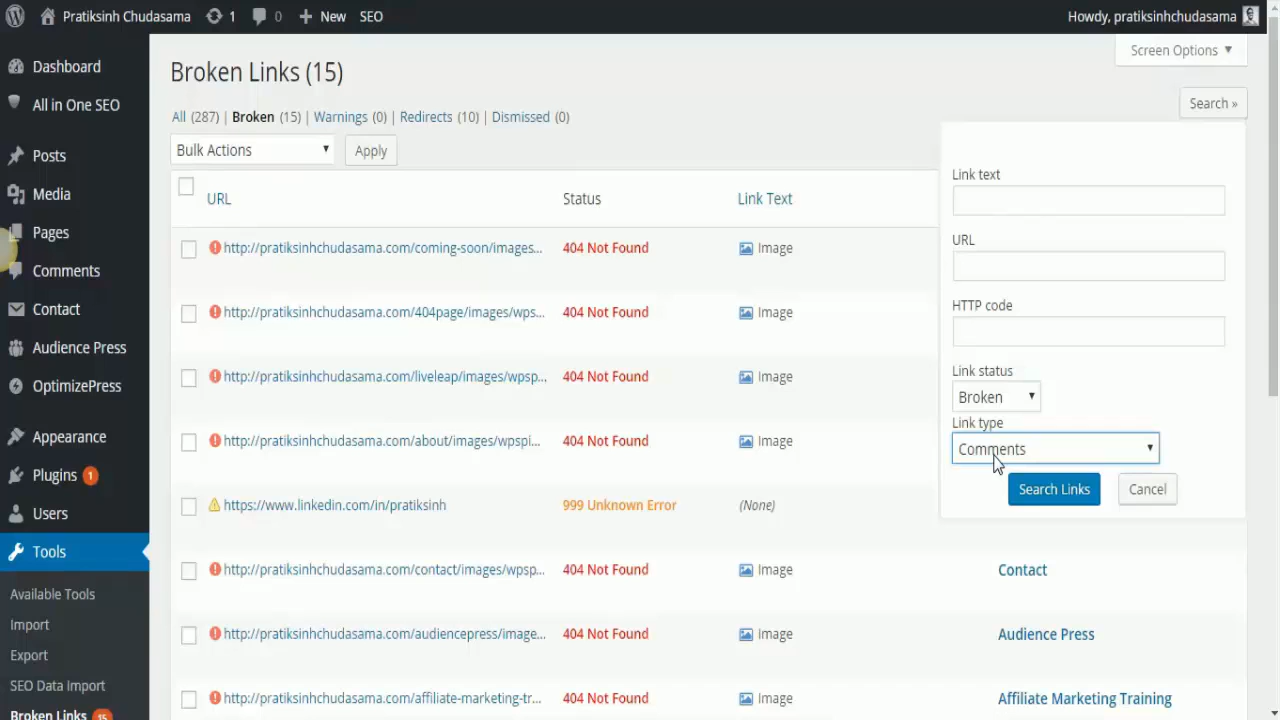 Pratiksinh Chudasama 1 0 New SEO Howdy, pratiksinhchudasama
Screen Options
Dashboard
All in One SEO
Posts
Media
Pages
Comments
Contact
Audience Press
OptimizePress
Appearance
Plugins 1
Users
Tools
Available Tools
Import
Export
SEO Data Import
Broken Links 15
Broken Links (15)
Search »
All (287) | Broken (15) | Warnings (0) | Redirects (10) | Dismissed (0)
Bulk Actions Apply
URL Status Link Text
http://pratiksinhchudasama.com/coming-soon/images... 404 Not Found Image
http://pratiksinhchudasama.com/404page/images/wps... 404 Not Found Image
http://pratiksinhchudasama.com/liveleap/images/wpsp... 404 Not Found Image
http://pratiksinhchudasama.com/about/images/wpspi... 404 Not Found Image
https://www.linkedin.com/in/pratiksinh 999 Unknown Error (None)
http://pratiksinhchudasama.com/contact/images/wpsp... 404 Not Found Image Contact
http://pratiksinhchudasama.com/audiencepress/image... 404 Not Found Image Audience Press
http://pratiksinhchudasama.com/affiliate-marketing-tr... 404 Not Found Image Affiliate Marketing Training
Link text
URL
HTTP code
Link status
Broken
Link type
Comments
Search Links Cancel